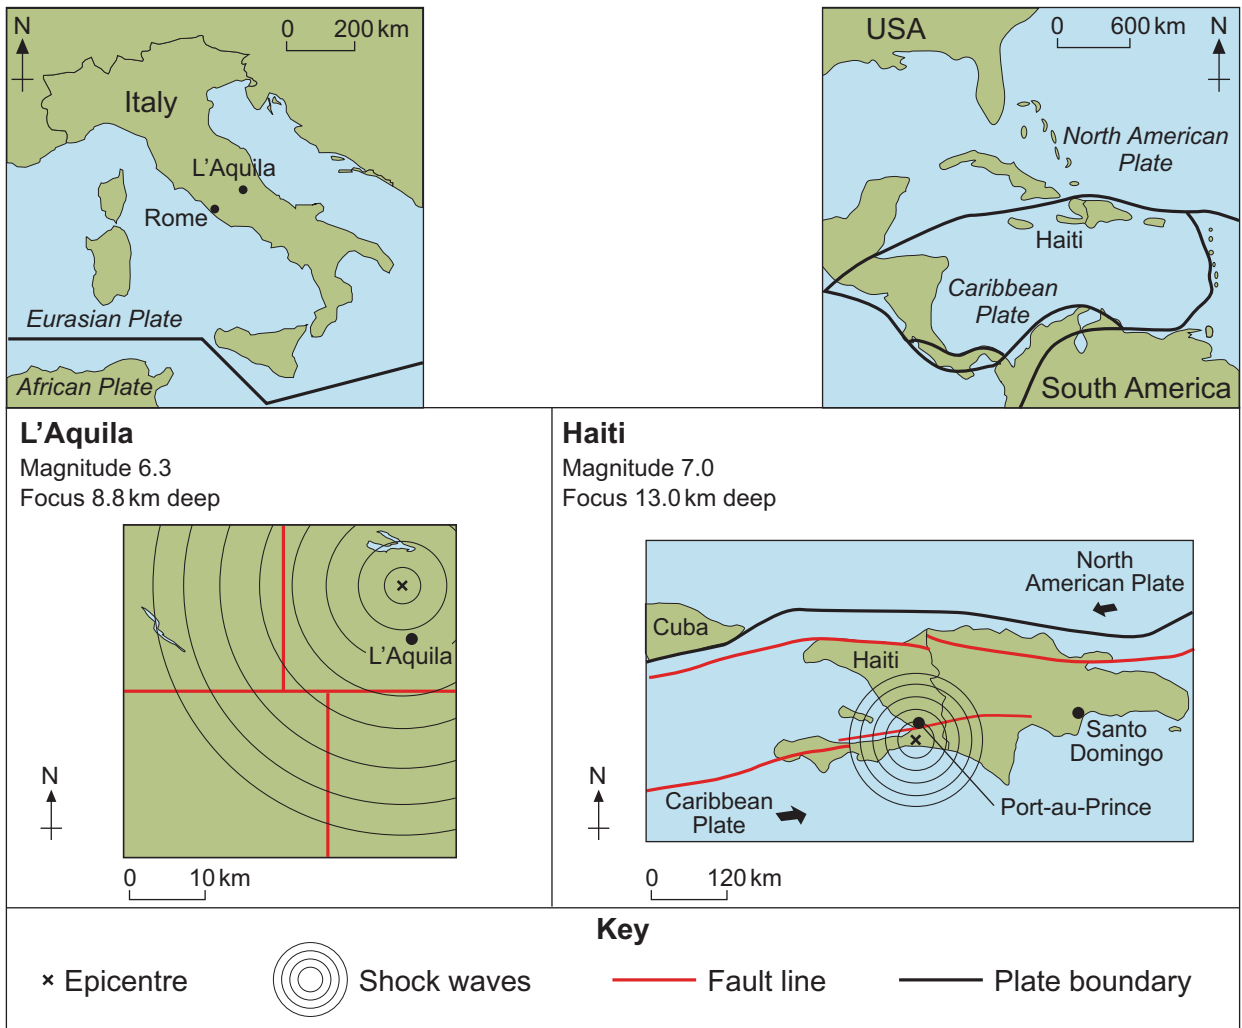 N
0 200 km
Italy
L’Aquila
Rome
Eurasian Plate
African Plate
USA
0 600 km
N
North American
Plate
Haiti
Caribbean
Plate
South America
L’Aquila
Magnitude 6.3
Focus 8.8 km deep
L’Aquila
N
0 10 km
Haiti
Magnitude 7.0
Focus 13.0 km deep
North
American Plate
Cuba
Haiti
Santo
Domingo
Port-au-Prince
Caribbean
Plate
N
0 120 km
Key
Epicentre
Shock waves
Fault line
Plate boundary